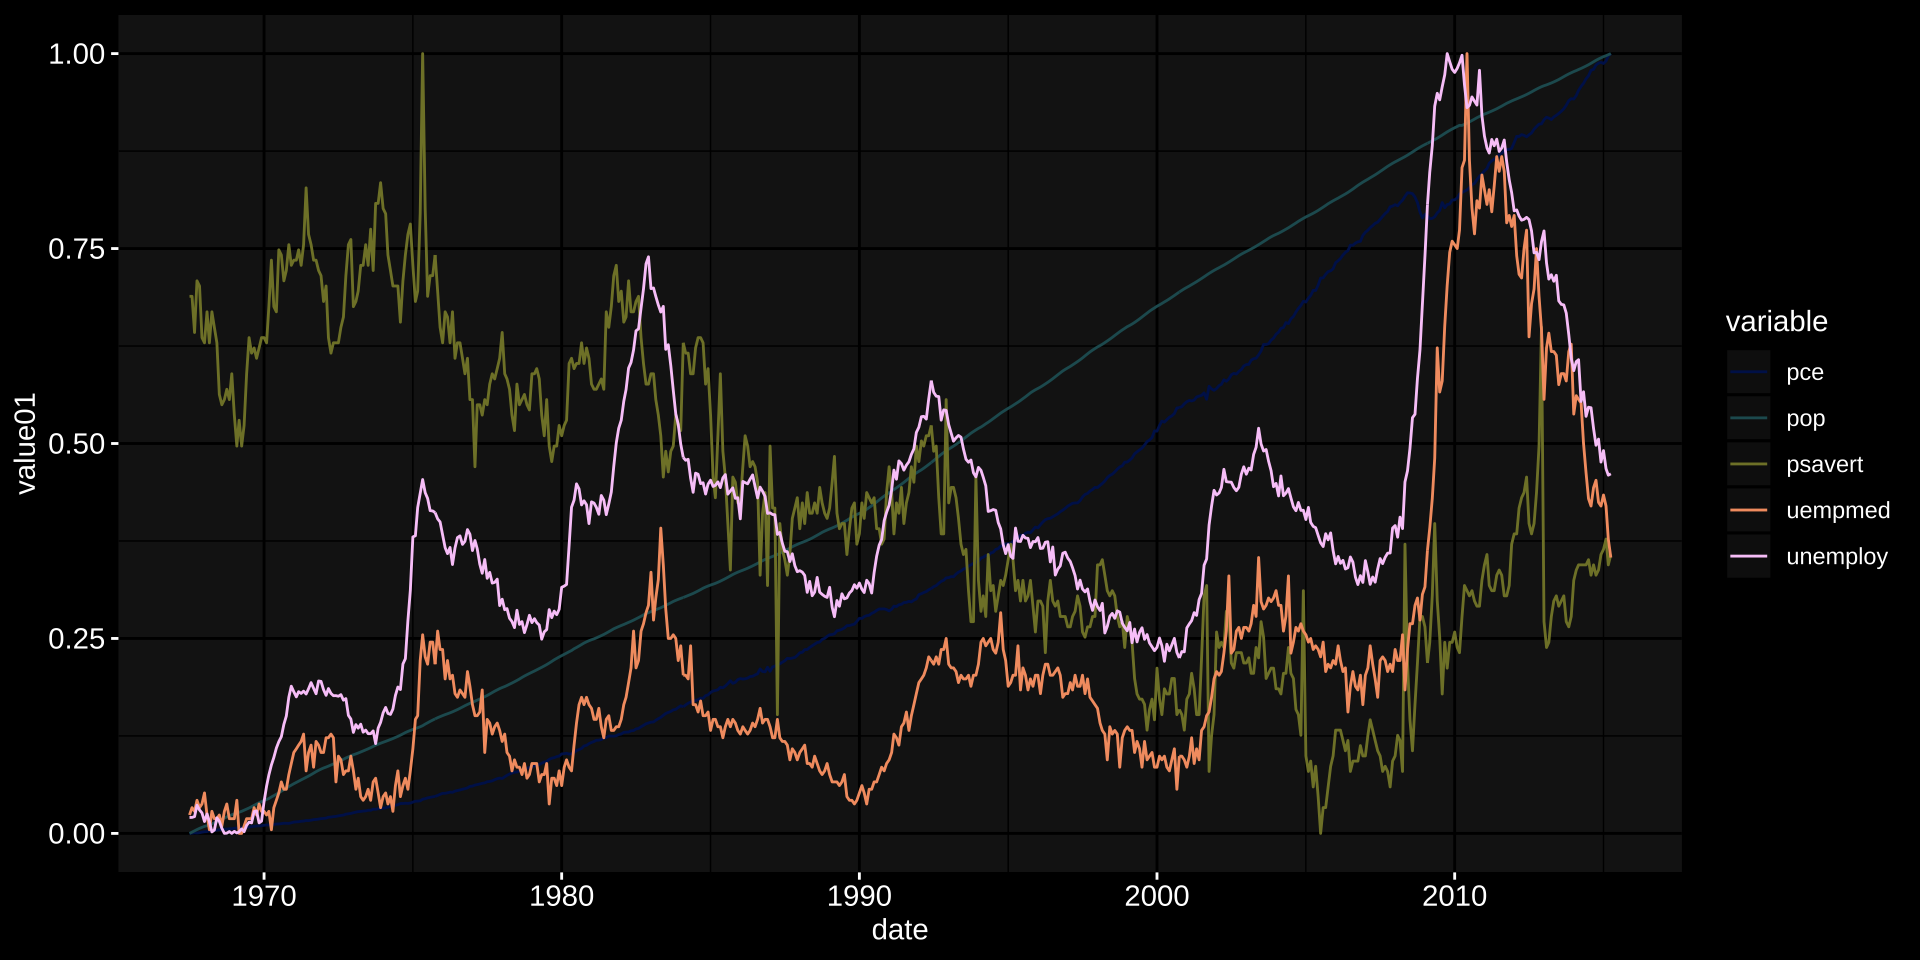 1.00
0.75
0.50
0.25
0.00
value01
1970 1980 1990 2000 2010
date
variable
pce
pop
psavert
uempmed
unemploy